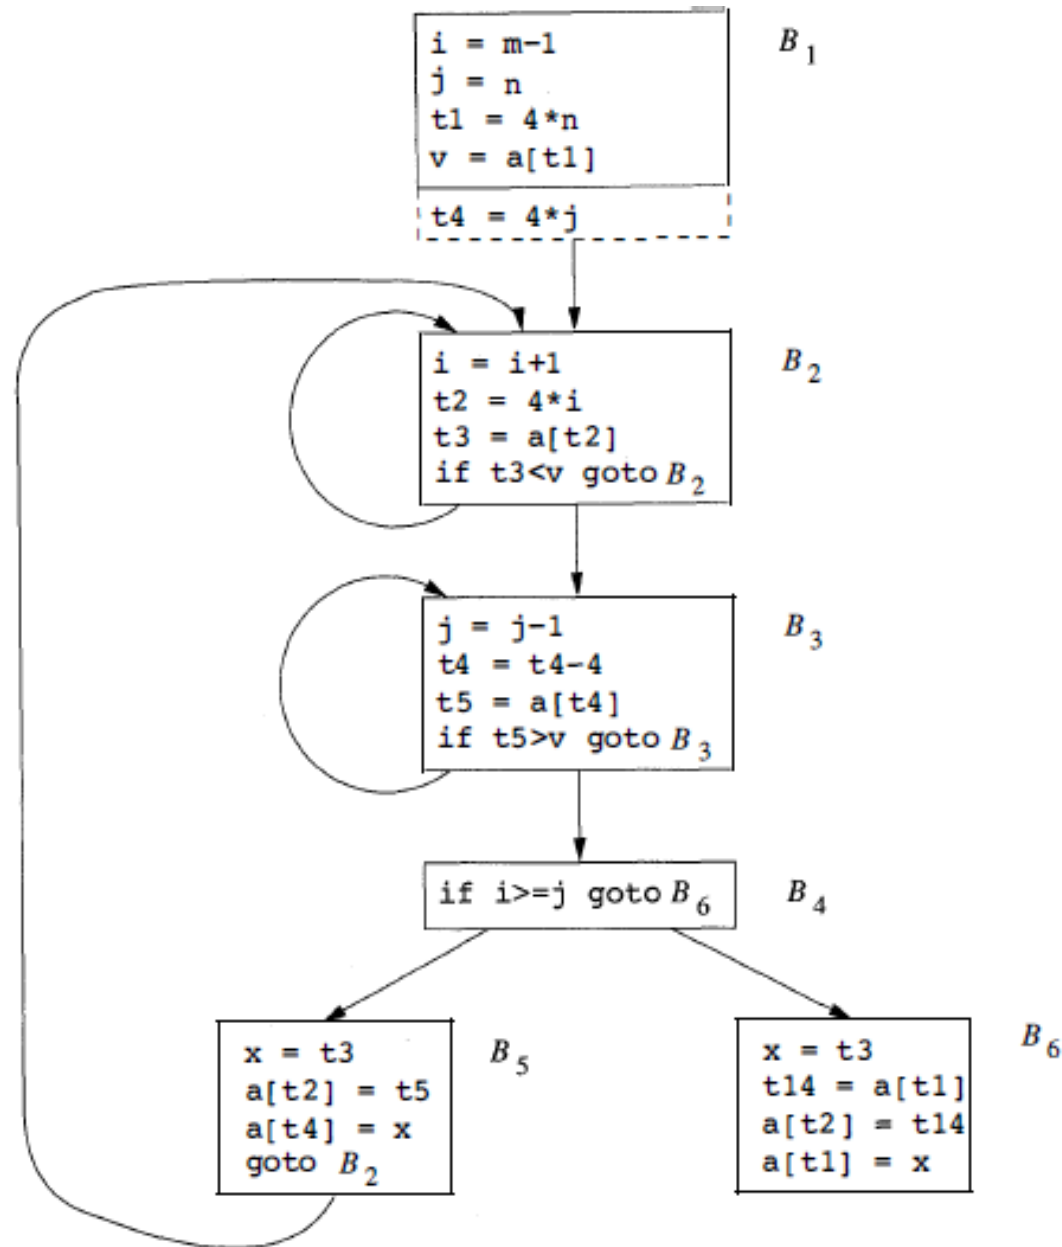 i = m-1
j = n
t1 = 4*n
v = a[t1]
t4 = 4*j
B1
i = i+1
t2 = 4*i
t3 = a[t2]
if t3<v goto B2
B2
j = j-1
t4 = t4-4
t5 = a[t4]
if t5>v goto B3
B3
if i>=j goto B6
B4
x = t3
a[t2] = t5
a[t4] = x
goto B2
B5
x = t3
t14 = a[t1]
a[t2] = t14
a[t1] = x
B6